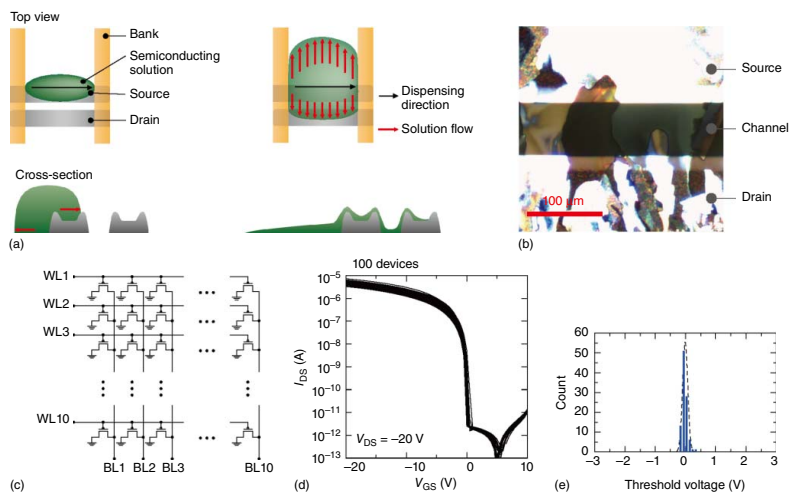 Top view
Bank
Semiconducting
solution
Source
Drain
Dispensing
direction
Solution flow
Cross-section
(a)
Source
Channel
Drain
100 µm
(b)
WL1
WL2
WL3
WL10
BL1 BL2 BL3 BL10
(c)
100 devices
10⁻⁵
10⁻⁶
10⁻⁷
10⁻⁸
10⁻⁹
10⁻¹⁰
10⁻¹¹
10⁻¹²
10⁻¹³
I_DS (A)
V_DS = −20 V
−20 −10 0 10
V_GS (V)
(d)
60
50
40
30
20
10
0
Count
−3 −2 −1 0 1 2 3
Threshold voltage (V)
(e)